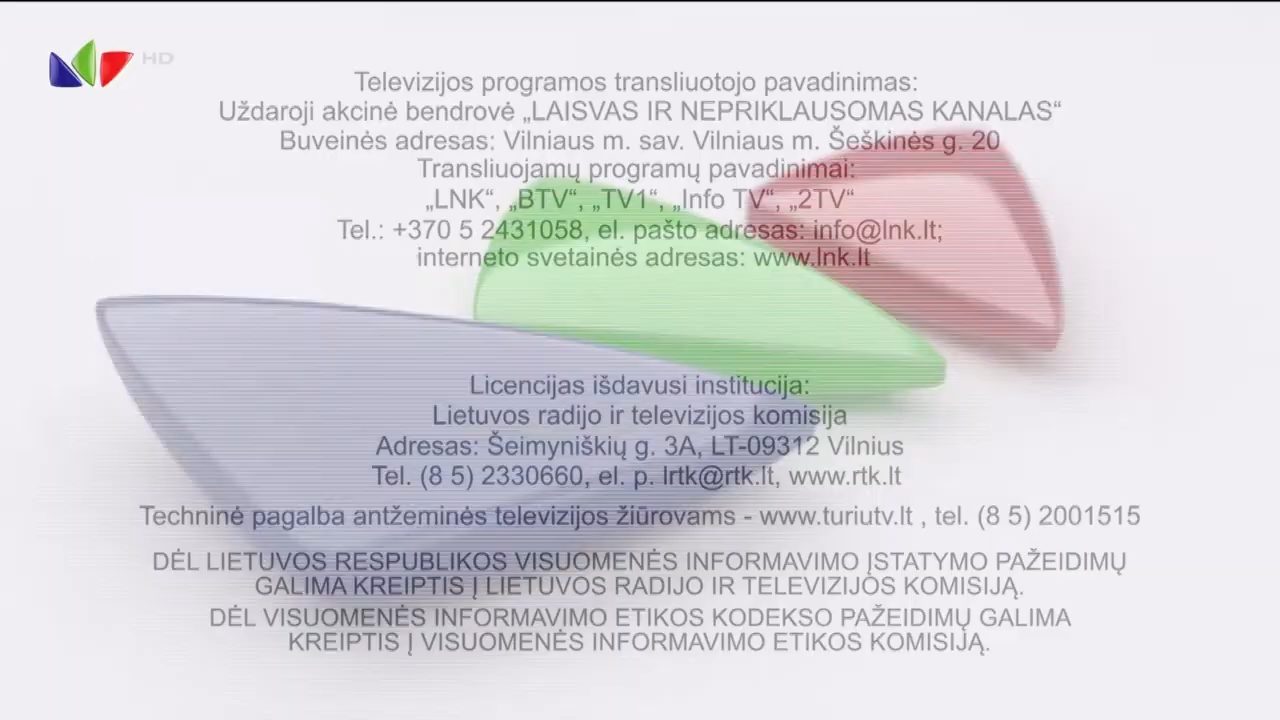 HD
Televizijos programos transliuotojo pavadinimas:
Uždaroji akcinė bendrovė „LAISVAS IR NEPRIKLAUSOMAS KANALAS“
Buveinės adresas: Vilniaus m. sav. Vilniaus m. Šeškinės g. 20
Transliuojamų programų pavadinimai:
„LNK“, „BTV“, „TV1“, „Info TV“, „2TV“
Tel.: +370 5 2431058, el. pašto adresas: info@lnk.lt;
interneto svetainės adresas: www.lnk.lt
Licencijas išdavusi institucija:
Lietuvos radijo ir televizijos komisija
Adresas: Šeimyniškių g. 3A, LT-09312 Vilnius
Tel. (8 5) 2330660, el. p. lrtk@rtk.lt, www.rtk.lt
Techninė pagalba antžeminės televizijos žiūrovams - www.turiutv.lt , tel. (8 5) 2001515
DĖL LIETUVOS RESPUBLIKOS VISUOMENĖS INFORMAVIMO ĮSTATYMO PAŽEIDIMŲ
GALIMA KREIPTIS Į LIETUVOS RADIJO IR TELEVIZIJOS KOMISIJĄ.
DĖL VISUOMENĖS INFORMAVIMO ETIKOS KODEKSO PAŽEIDIMŲ GALIMA
KREIPTIS Į VISUOMENĖS INFORMAVIMO ETIKOS KOMISIJĄ.